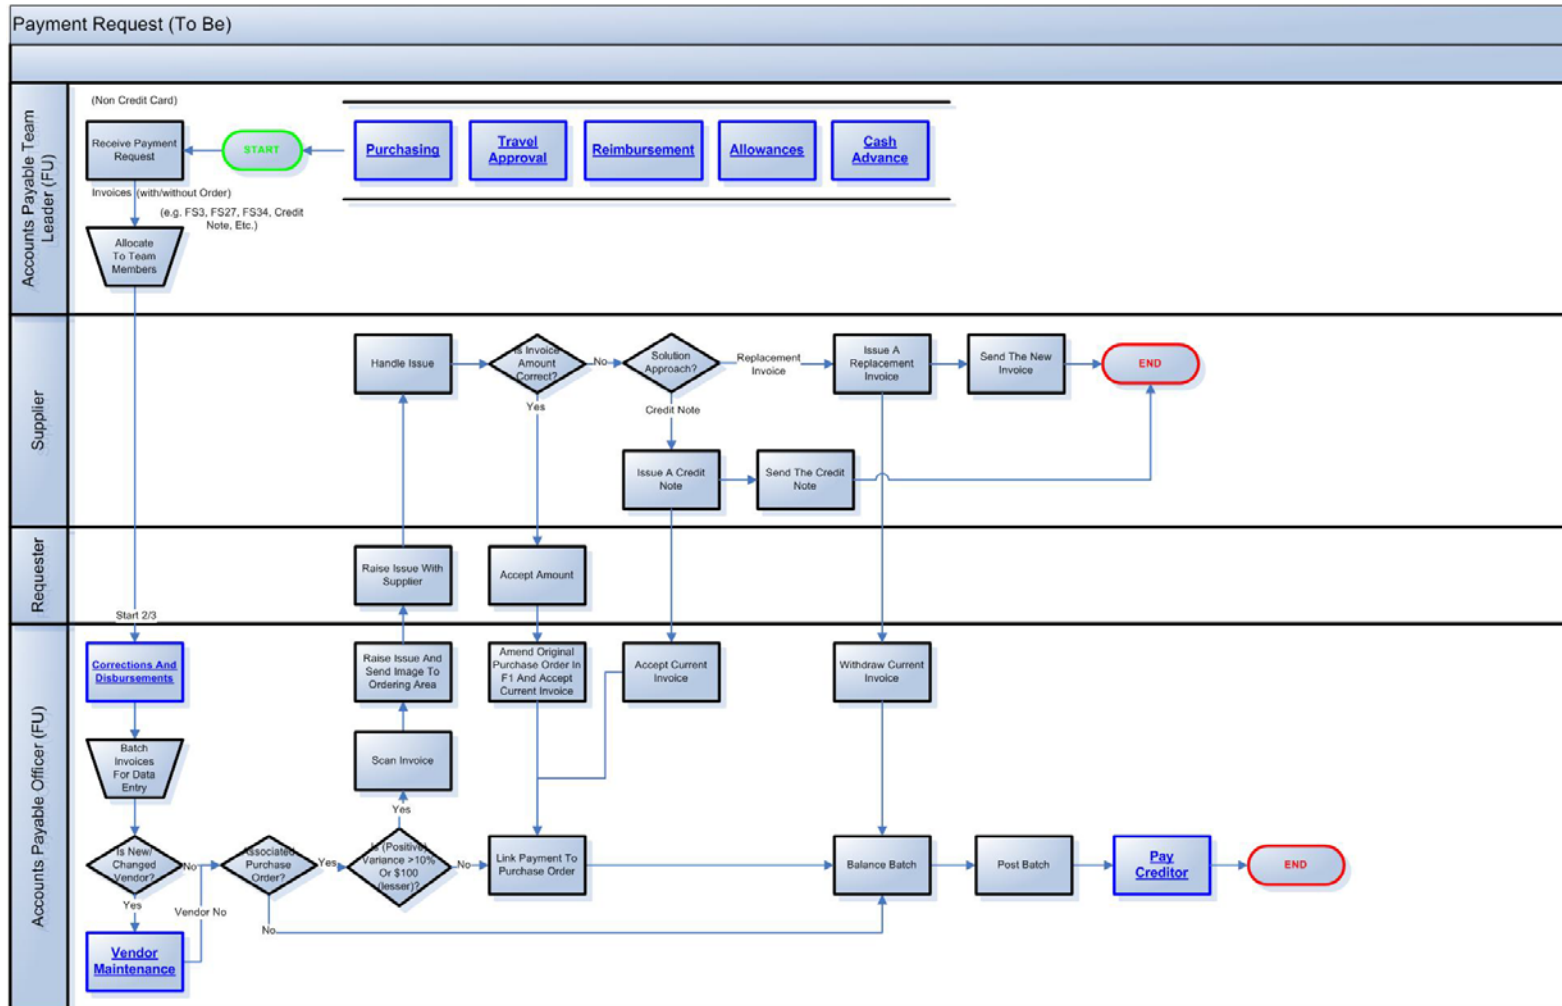 Payment Request (To Be)
Accounts Payable Team
Leader (FU)
(Non Credit Card)
Receive Payment
Request
START
Purchasing
Travel
Approval
Reimbursement
Allowances
Cash
Advance
Invoices (with/without Order)
(e.g. FS3, FS27, FS34, Credit
Note, Etc.)
Allocate
To Team
Members
Supplier
Handle Issue
Is Invoice
Amount
Correct?
No
Solution
Approach?
Replacement
Invoice
Issue A
Replacement
Invoice
Send The New
Invoice
END
Yes
Credit Note
Issue A Credit
Note
Send The Credit
Note
Requester
Raise Issue With
Supplier
Accept Amount
Start 2/3
Accounts Payable Officer (FU)
Corrections And
Disbursements
Raise Issue And
Send Image To
Ordering Area
Amend Original
Purchase Order In
F1 And Accept
Current Invoice
Accept Current
Invoice
Withdraw Current
Invoice
Batch
Invoices
For Data
Entry
Scan Invoice
Yes
Is New/
Changed
Vendor?
No
Associated
Purchase
Order?
Yes
Is (Positive)
Variance >10%
Or $100
(lesser)?
No
Link Payment To
Purchase Order
Balance Batch
Post Batch
Pay
Creditor
END
Yes
Vendor No
No
Vendor
Maintenance